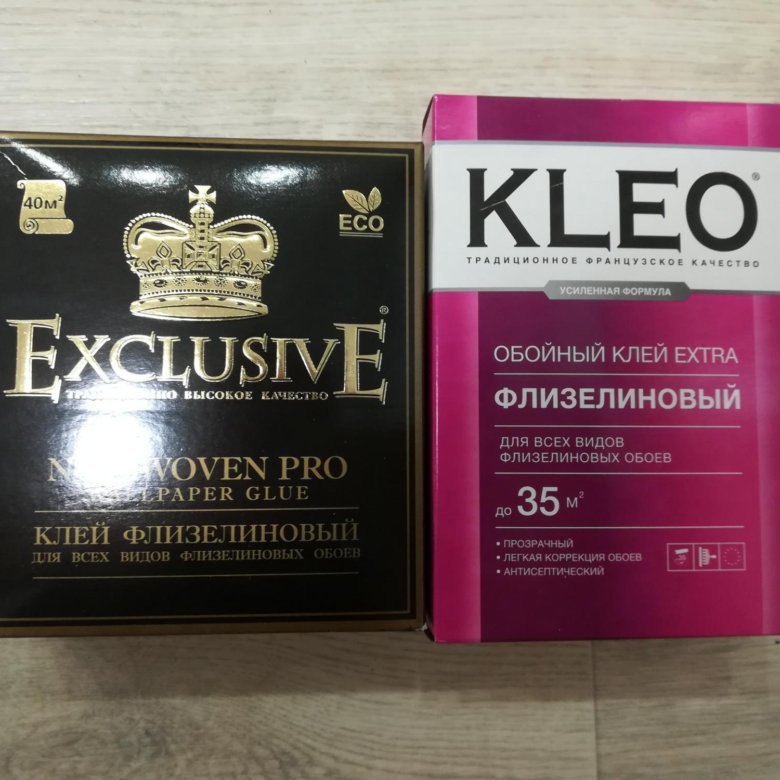 40м²
ECO
EXCLUSIVE®
ВЫСОКОЕ КАЧЕСТВО
WOVEN PRO
GLUE
КЛЕЙ ФЛИЗЕЛИНОВЫЙ
ДЛЯ ВСЕХ ВИДОВ ФЛИЗЕЛИНОВЫХ ОБОЕВ
KLEO®
ТРАДИЦИОННОЕ ФРАНЦУЗСКОЕ КАЧЕСТВО
УСИЛЕННАЯ ФОРМУЛА
ОБОЙНЫЙ КЛЕЙ EXTRA
ФЛИЗЕЛИНОВЫЙ
ДЛЯ ВСЕХ ВИДОВ
ФЛИЗЕЛИНОВЫХ ОБОЕВ
до 35 м²
• ПРОЗРАЧНЫЙ
• ЛЕГКАЯ КОРРЕКЦИЯ ОБОЕВ
• АНТИСЕПТИЧЕСКИЙ